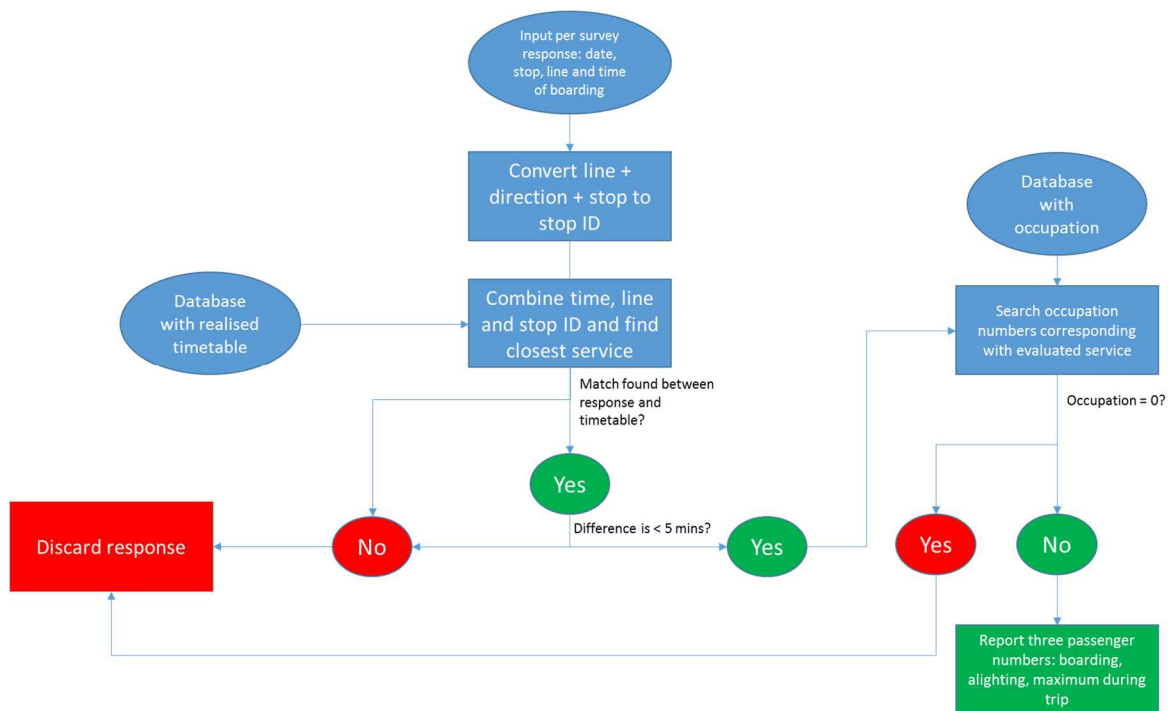 Input per survey
response: date,
stop, line and time
of boarding
Convert line +
direction + stop to
stop ID
Database
with
occupation
Database
with realised
timetable
Combine time, line
and stop ID and find
closest service
Search occupation
numbers corresponding
with evaluated service
Match found between
response and
timetable?
Occupation = 0?
Yes
Difference is < 5 mins?
Discard response
No
Yes
Yes
No
Report three passenger
numbers: boarding,
alighting, maximum during
trip